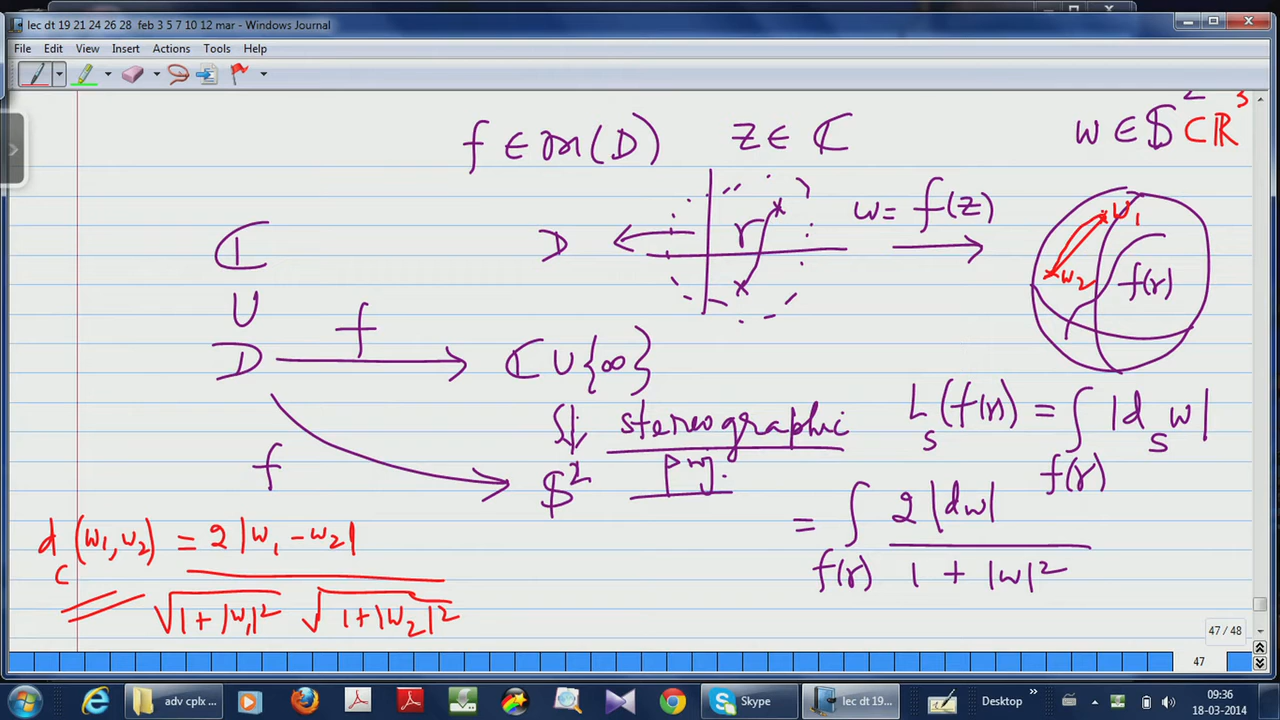 lec dt 19 21 24 26 28 feb 3 5 7 10 12 mar - Windows Journal
File Edit View Insert Actions Tools Help
f ∈ m(D) z ∈ ℂ w ∈ $² ⊂ ℝ³
ℂ D γ w = f(z) w₁
w₂ f(γ)
∪
D f ℂ ∪ {∞}
S∥ stereographic
proj.
f $²
L_S (f(γ)) = ∫_{f(γ)} |d_S w|
= ∫_{f(γ)} 2|dw| / 1 + |w|²
d_C (w₁, w₂) = 2|w₁ - w₂| / √1+|w₁|² √1+|w₂|²
47 / 48
47
adv cplx ... Skype lec dt 19... Desktop 09:36
18-03-2014